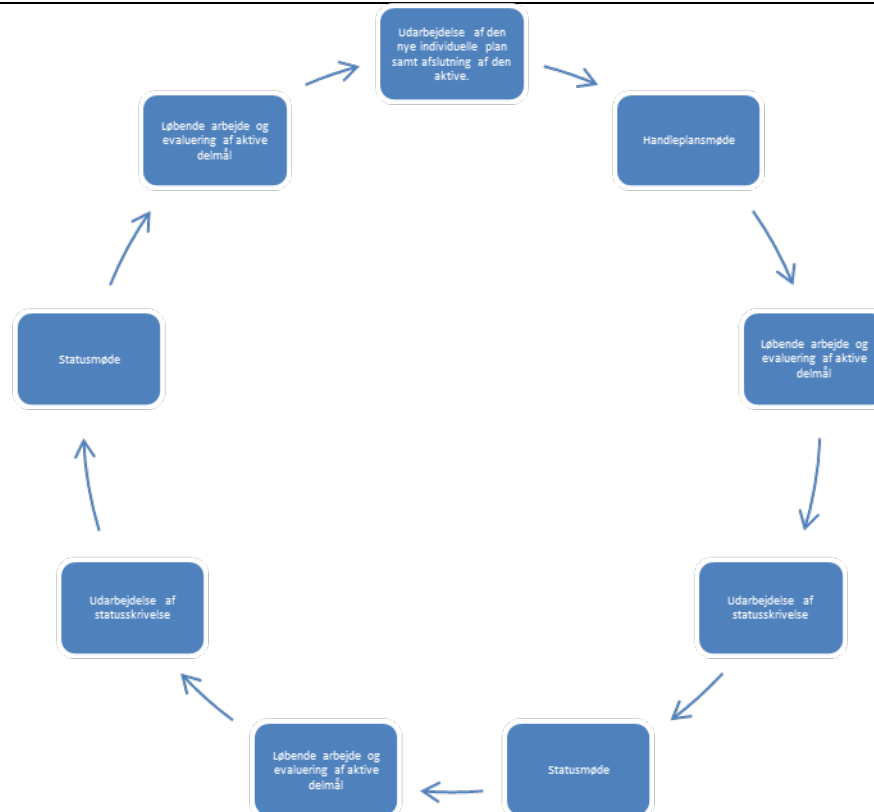 Udarbejdelse af den
nye individuelle plan
samt afslutning af den
aktive.
Handleplansmøde
Løbende arbejde og
evaluering af aktive
delmål
Udarbejdelse af
statusskrivelse
Statusmøde
Løbende arbejde og
evaluering af aktive
delmål
Udarbejdelse af
statusskrivelse
Statusmøde
Løbende arbejde og
evaluering af aktive
delmål